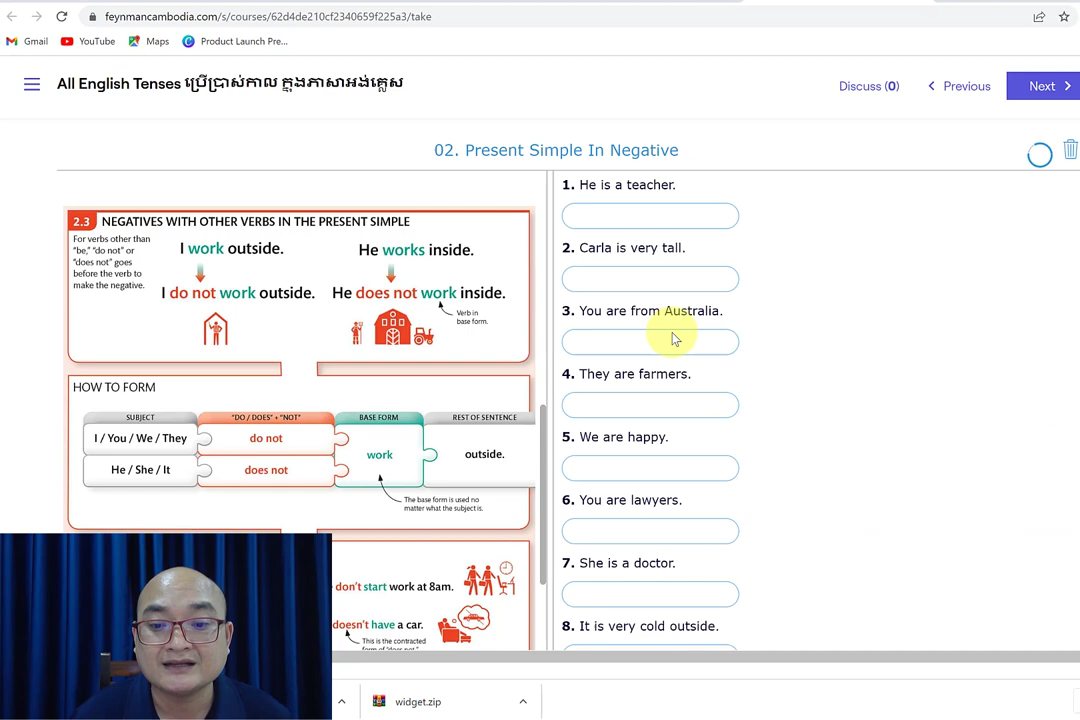 feynmancambodia.com/s/courses/62d4de210cf2340659f225a3/take
Gmail
YouTube
Maps
Product Launch Pre...
All English Tenses ប្រើប្រាស់កាល ក្នុងភាសាអង់គ្លេស
Discuss (0)
Previous
Next
02. Present Simple In Negative
2.3 NEGATIVES WITH OTHER VERBS IN THE PRESENT SIMPLE
For verbs other than
"be," "do not" or
"does not" goes
before the verb to
make the negative.
I work outside.
He works inside.
I do not work outside.
He does not work inside.
Verb in
base form.
HOW TO FORM
SUBJECT
"DO / DOES" + "NOT"
BASE FORM
REST OF SENTENCE
I / You / We / They
do not
He / She / It
does not
work
outside.
The base form is used no
matter what the subject is.
don't start work at 8am.
doesn't have a car.
This is the contracted
form of "does not."
1. He is a teacher.
2. Carla is very tall.
3. You are from Australia.
4. They are farmers.
5. We are happy.
6. You are lawyers.
7. She is a doctor.
8. It is very cold outside.
widget.zip